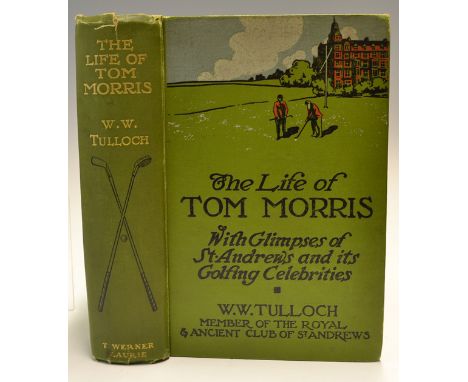 THE
LIFE OF
TOM
MORRIS
W. W.
TULLOCH
T. WERNER
LAURIE
The Life of
TOM MORRIS
With Glimpses of
St. Andrews and its
Golfing Celebrities
W.W. TULLOCH
MEMBER OF THE ROYAL
& ANCIENT CLUB OF ST ANDREWS